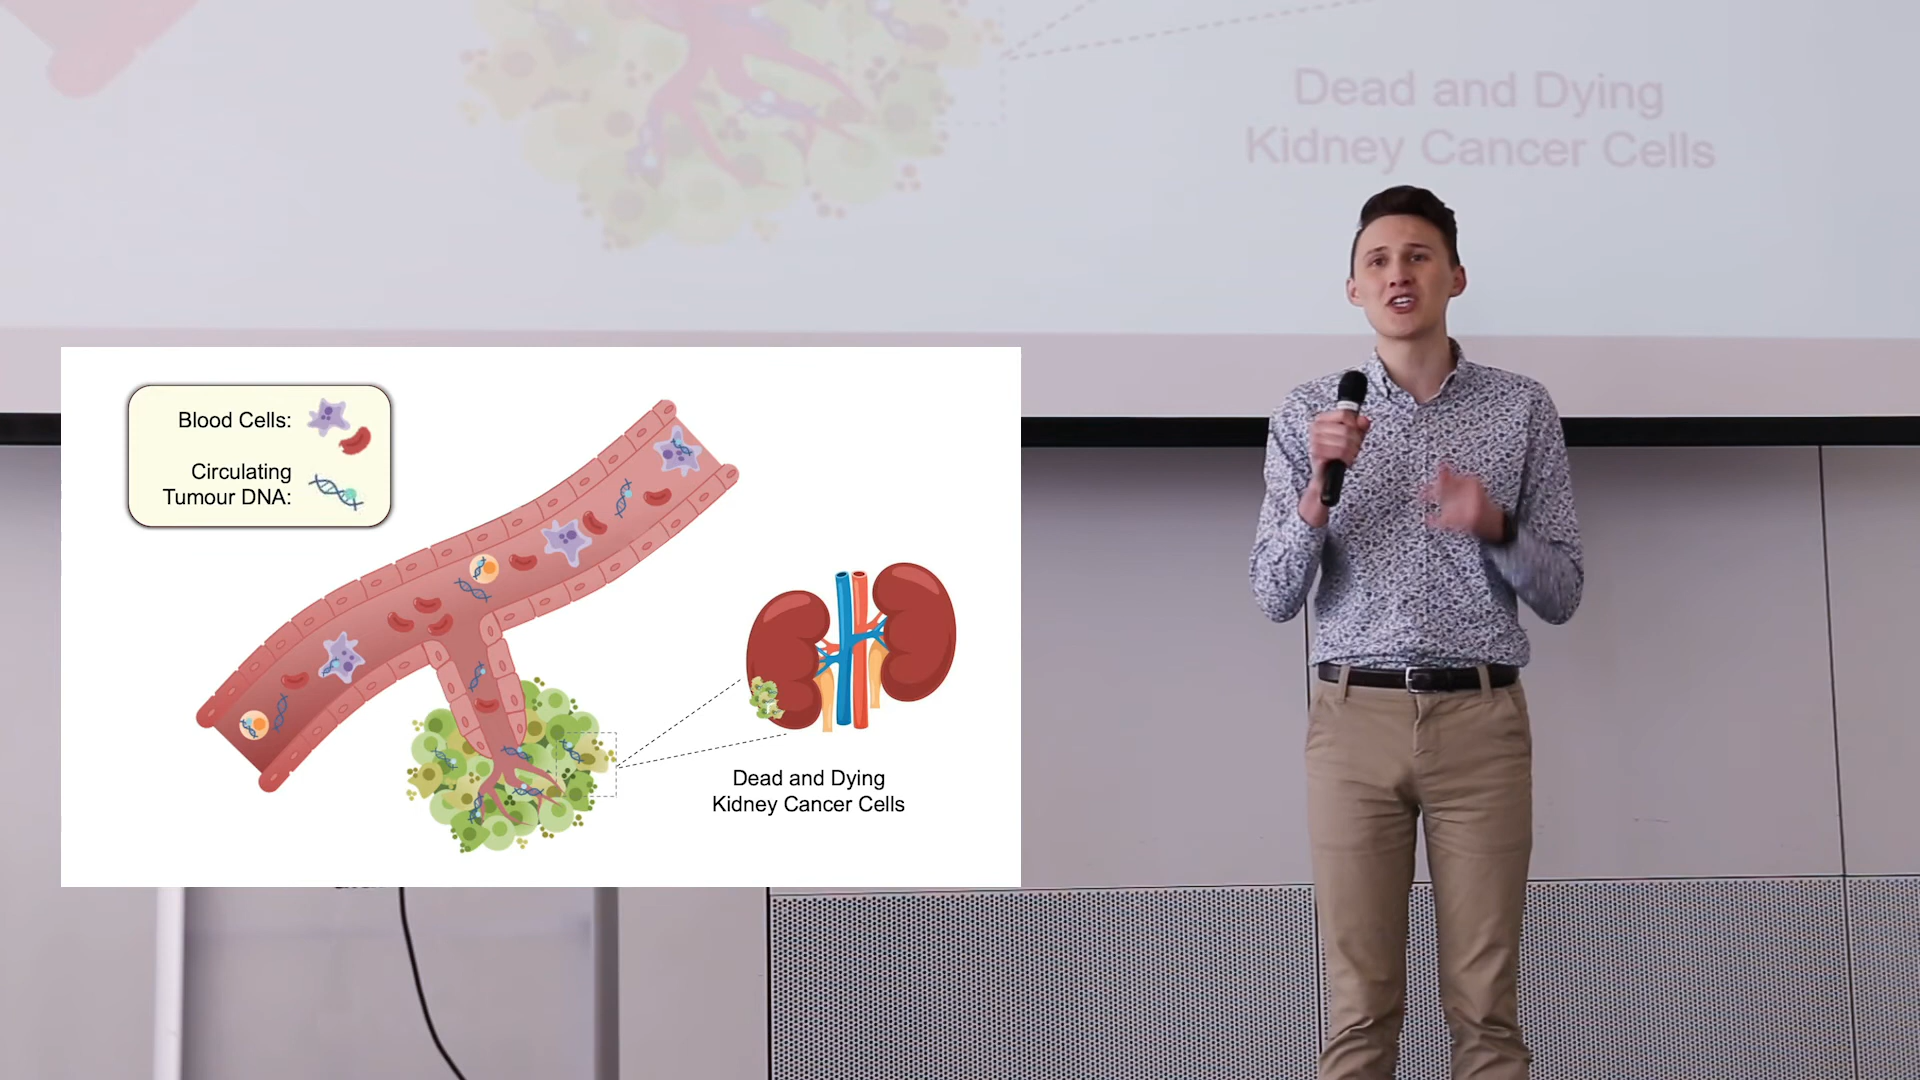 Dead and Dying
Kidney Cancer Cells
Blood Cells:
Circulating
Tumour DNA:
Dead and Dying
Kidney Cancer Cells